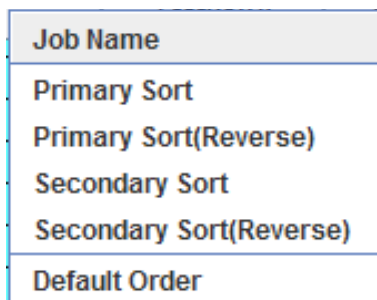 Job Name
Primary Sort
Primary Sort(Reverse)
Secondary Sort
Secondary Sort(Reverse)
Default Order